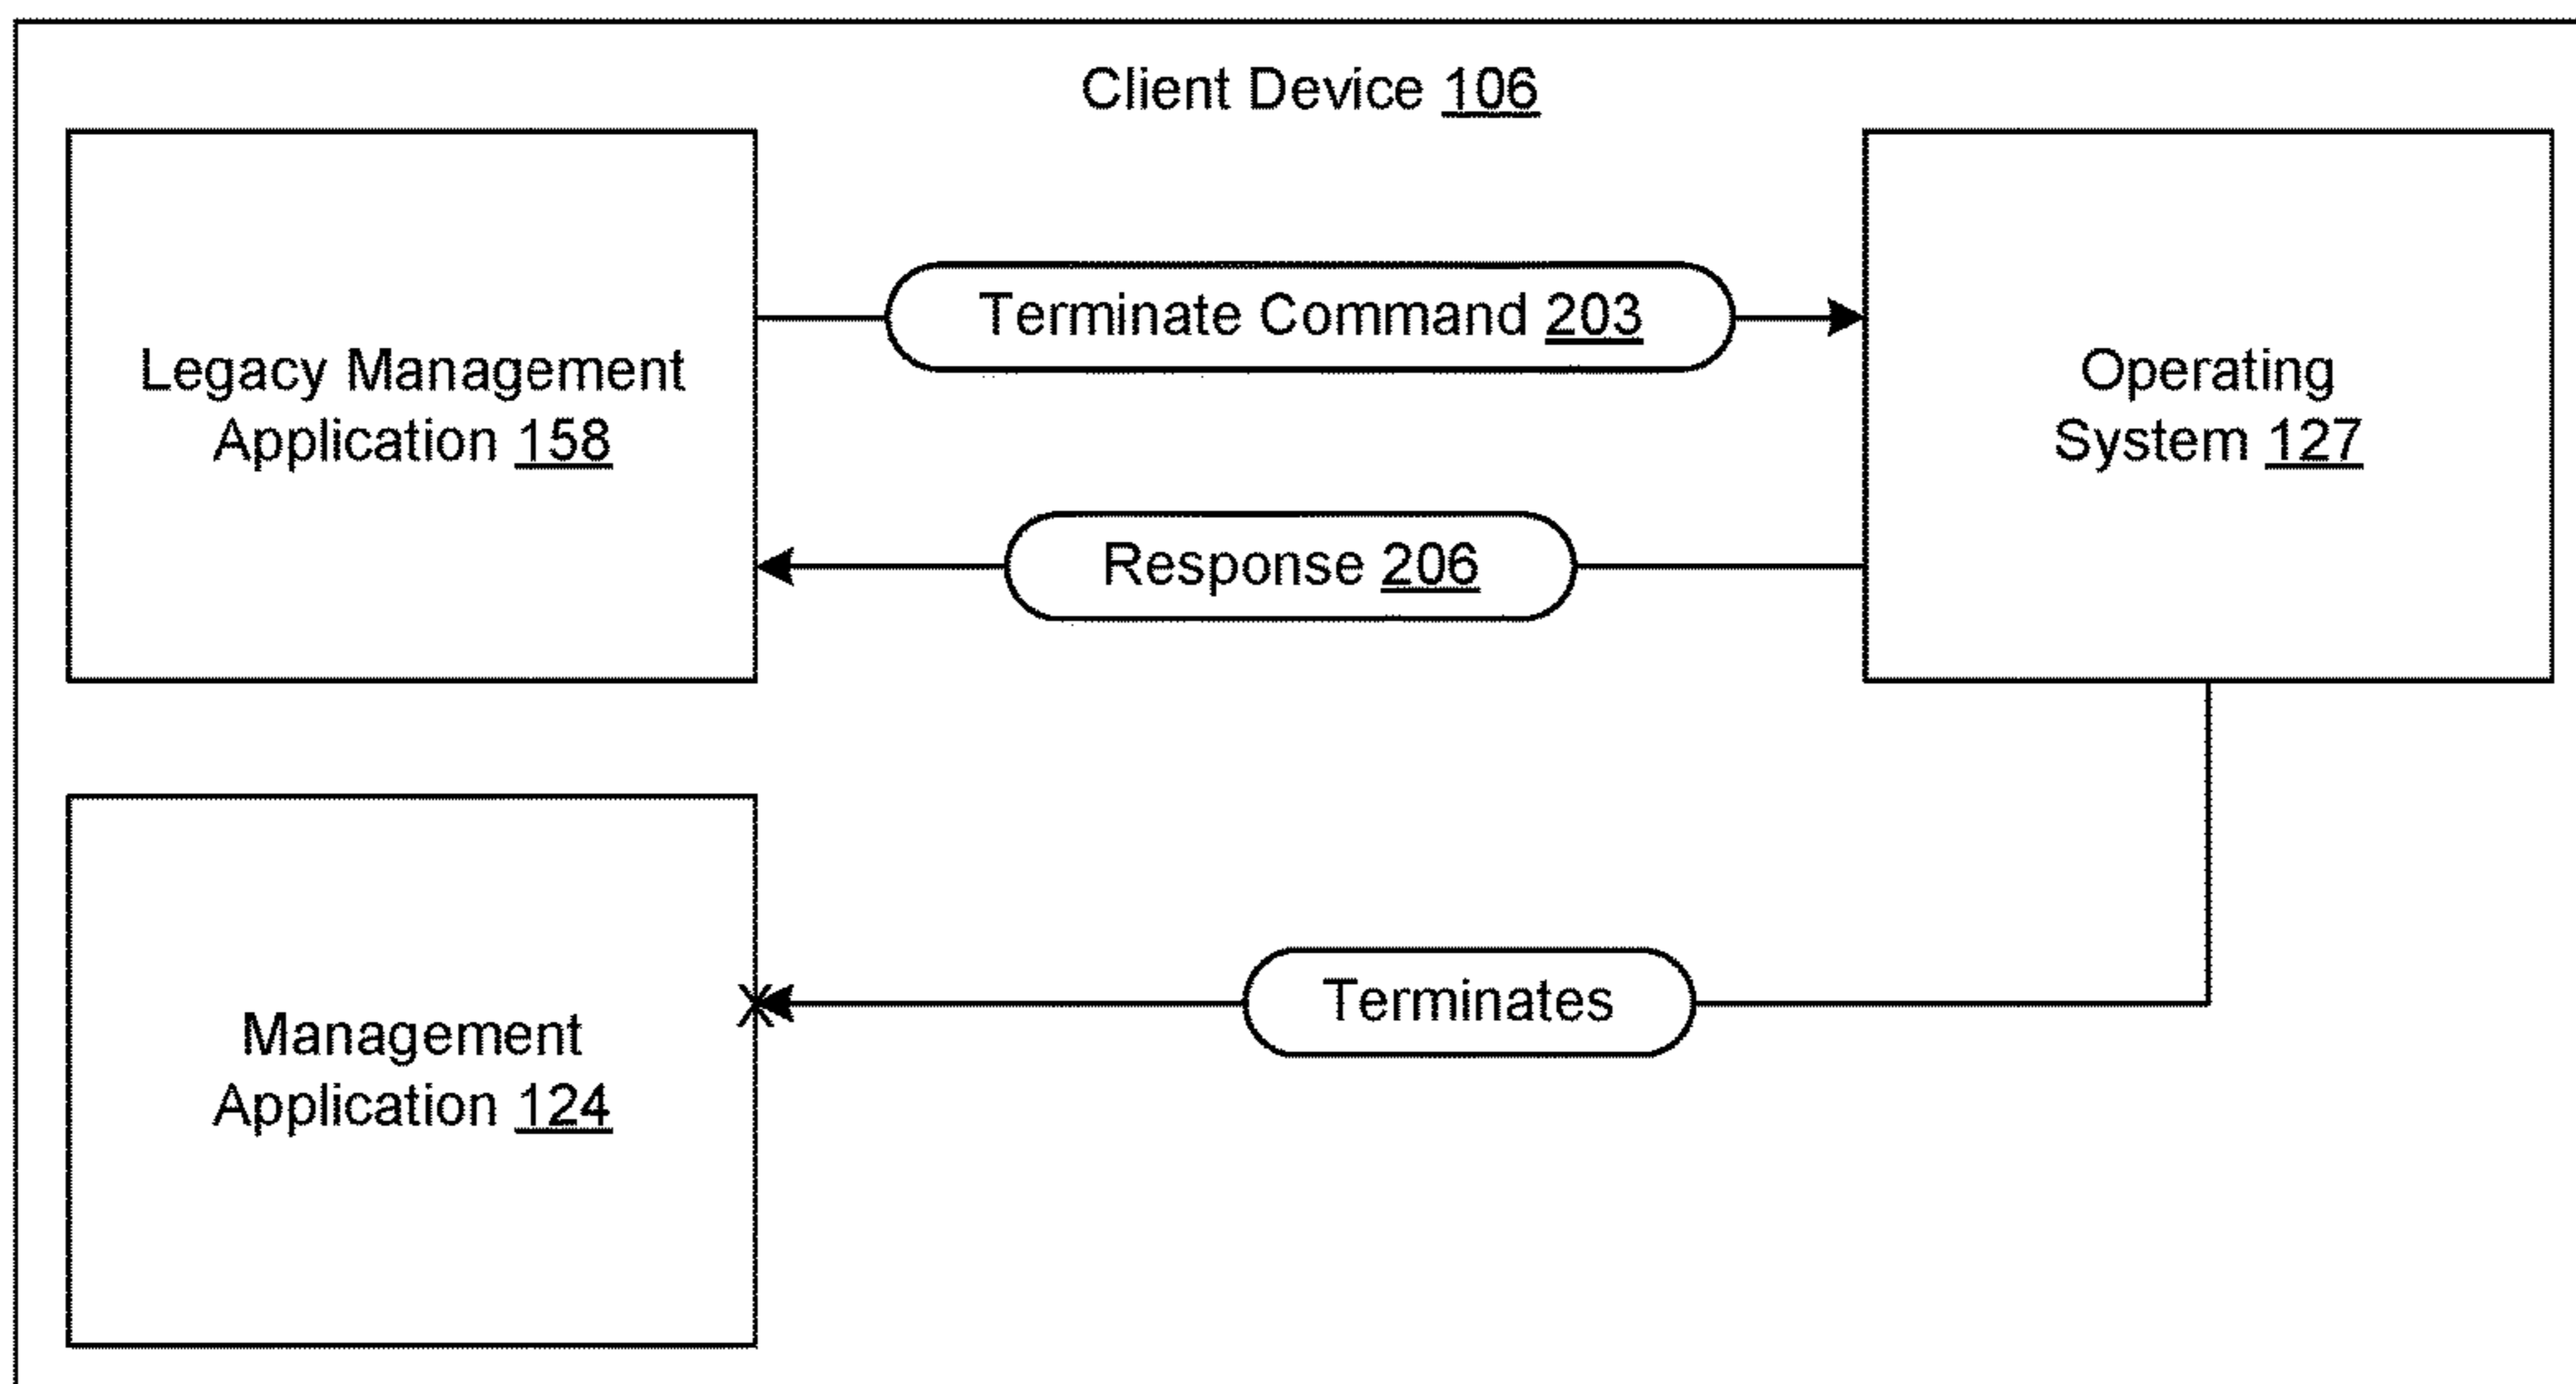 Client Device 106
Legacy Management
Application 158
Terminate Command 203
Operating
System 127
Response 206
Management
Application 124
Terminates